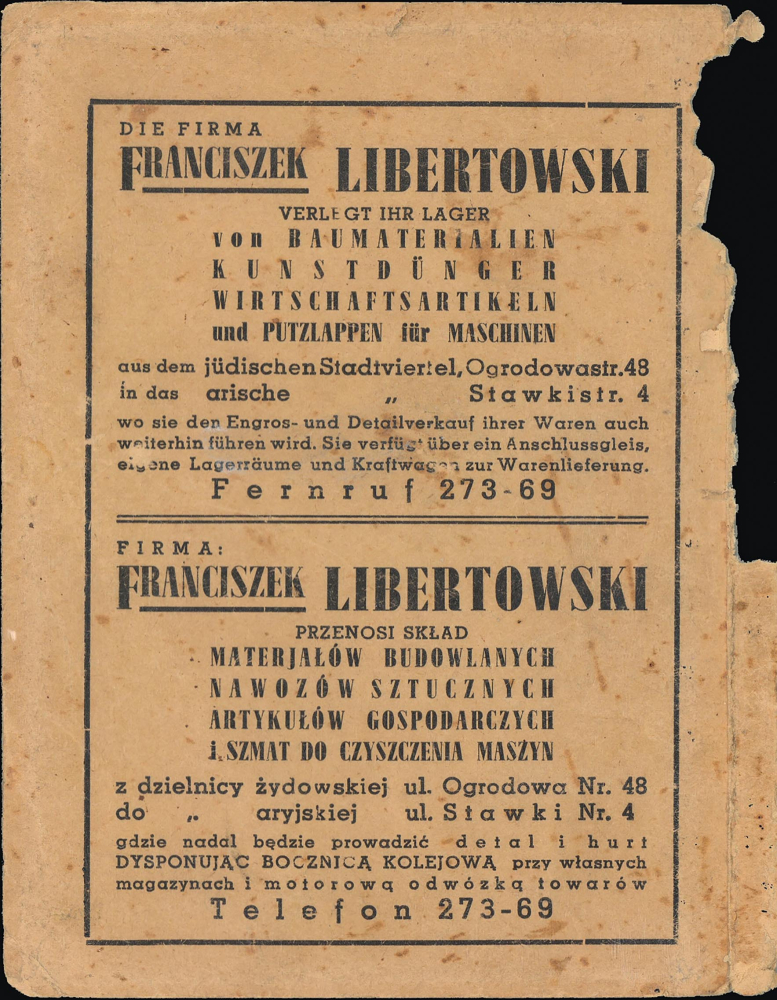 DIE FIRMA
FRANCISZEK LIBERTOWSKI
VERLEGT IHR LAGER
von BAUMATERIALIEN
KUNSTDÜNGER
WIRTSCHAFTSARTIKELN
und PUTZLAPPEN für MASCHINEN
aus dem jüdischen Stadtviertel, Ogrodowastr. 48
in das arische „ Stawkistr. 4
wo sie den Engros- und Detailverkauf ihrer Waren auch
weiterhin führen wird. Sie verfügt über ein Anschlussgleis,
eigene Lagerräume und Kraftwagen zur Warenlieferung.
Fernruf 273-69
FIRMA:
FRANCISZEK LIBERTOWSKI
PRZENOSI SKŁAD
MATERJAŁÓW BUDOWLANYCH
NAWOZÓW SZTUCZNYCH
ARTYKUŁÓW GOSPODARCZYCH
i SZMAT DO CZYSZCZENIA MASZYN
z dzielnicy żydowskiej ul. Ogrodowa Nr. 48
do „ aryjskiej ul. Stawki Nr. 4
gdzie nadal będzie prowadzić detal i hurt
DYSPONUJĄC BOCZNICĄ KOLEJOWĄ przy własnych
magazynach i motorową odwózką towarów
Telefon 273-69